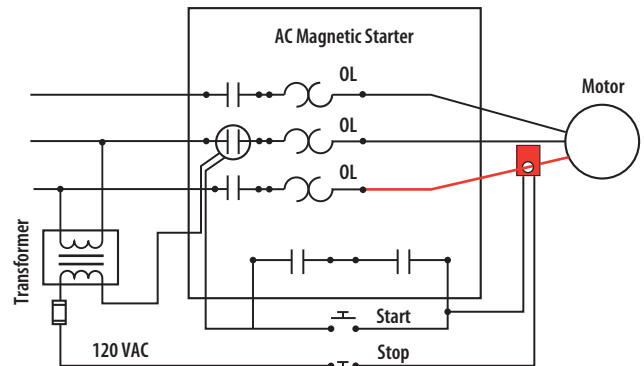 AC Magnetic Starter
OL
Motor
OL
OL
Transformer
Start
120 VAC
Stop